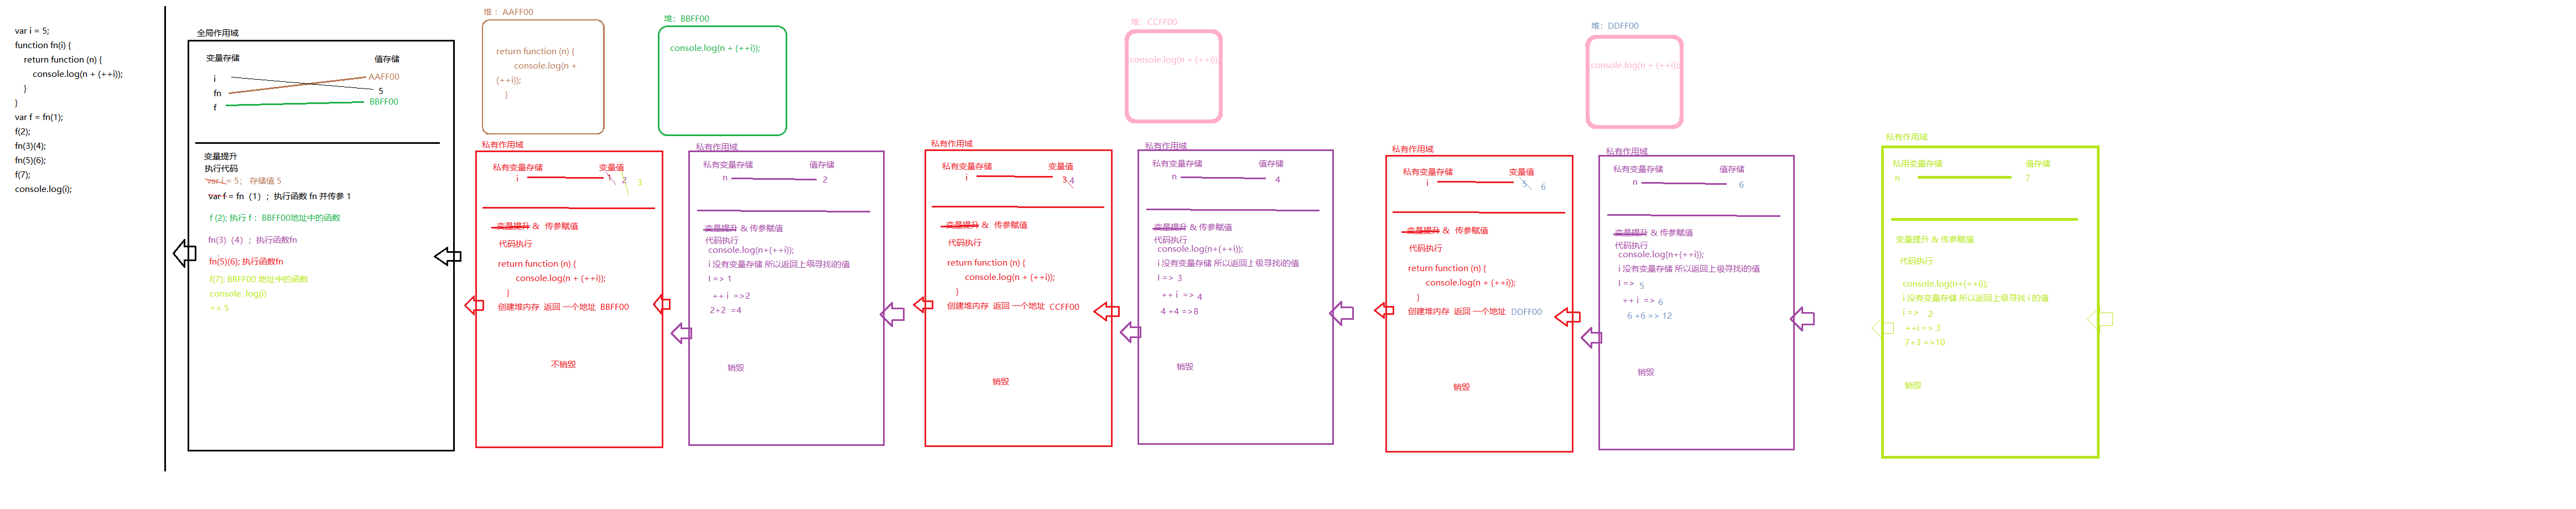 var i = 5;
function fn(i) {
return function (n) {
console.log(n + (++i));
}
}
var f = fn(1);
f(2);
fn(3)(4);
fn(5)(6);
f(7);
console.log(i);
全局作用域
变量存储
值存储
i
fn
f
AAFF00
5
BBFF00
变量提升
执行代码
var i = 5； 存储值 5
var f = fn（1）；执行函数 fn 并传参 1
f (2); 执行 f ：BBFF00地址中的函数
fn(3)（4）；执行函数fn
fn(5)(6); 执行函数fn
f(7); BBFF00 地址中的函数
console .log(i)
=> 5
堆 ：AAFF00
return function (n) {
console.log(n +
(++i));
}
堆：BBFF00
console.log(n + (++i));
堆：CCFF00
console.log(n + (++i));
堆：DDFF00
console.log(n + (++i));
私有作用域
私有变量存储
变量值
i
1
2
3
变量提升 & 传参赋值
代码执行
return function (n) {
console.log(n + (++i));
}
创建堆内存 返回 一个地址 BBFF00
不销毁
私有作用域
私有变量存储
值存储
n
2
变量提升 & 传参赋值
代码执行
console.log(n+(++i));
i 没有变量存储 所以返回上级寻找i的值
I => 1
++ i =>2
2+2 =4
销毁
私有作用域
私有变量存储
变量值
i
3 4
变量提升 & 传参赋值
代码执行
return function (n) {
console.log(n + (++i));
}
创建堆内存 返回 一个地址 CCFF00
销毁
私有作用域
私有变量存储
值存储
n
4
变量提升 & 传参赋值
代码执行
console.log(n+(++i));
i 没有变量存储 所以返回上级寻找i的值
I => 3
++ i => 4
4 +4 =>8
销毁
私有作用域
私有变量存储
变量值
i
5
6
变量提升 & 传参赋值
代码执行
return function (n) {
console.log(n + (++i));
}
创建堆内存 返回 一个地址 DDFF00
销毁
私有作用域
私有变量存储
值存储
n
6
变量提升 & 传参赋值
代码执行
console.log(n+(++i));
i 没有变量存储 所以返回上级寻找i的值
I => 5
++ i => 6
6 +6 => 12
销毁
私有作用域
私用变量存储
值存储
n
7
变量提升 & 传参赋值
代码执行
console.log(n+(++i));
i 没有变量存储 所以返回上级寻找 i 的值
i => 2
++i => 3
7+3 =>10
销毁